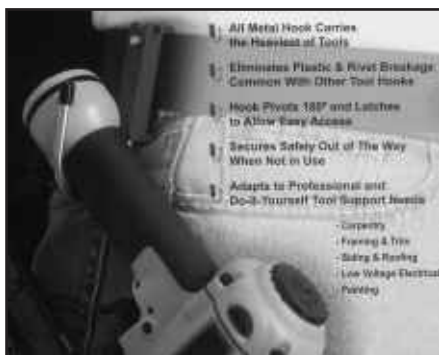 All Metal Hook Carries
the Heaviest of Tools
Eliminates Plastic & Rivet Breakage
Common With Other Tool Hooks
Hook Pivots 180° and Latches
to Allow Easy Access
Secures Safely Out of The Way
When Not in Use
Adapts to Professional and
Do-It-Yourself Tool Support Needs
- Carpentry
- Framing & Trim
- Siding & Roofing
- Low Voltage Electrical
- Painting